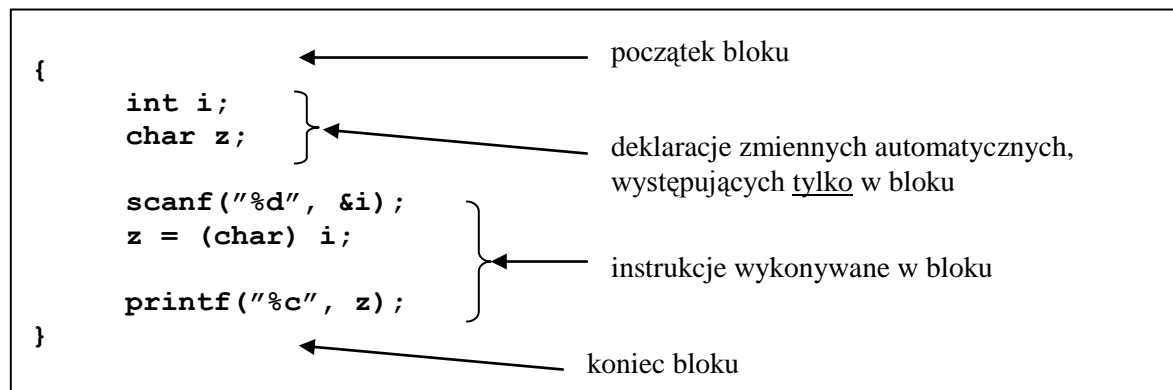 początek bloku
{
int i;
char z;
deklaracje zmiennych automatycznych,
występujących tylko w bloku
scanf(″%d″, &i);
z = (char) i;
instrukcje wykonywane w bloku
printf(″%c″, z);
}
koniec bloku